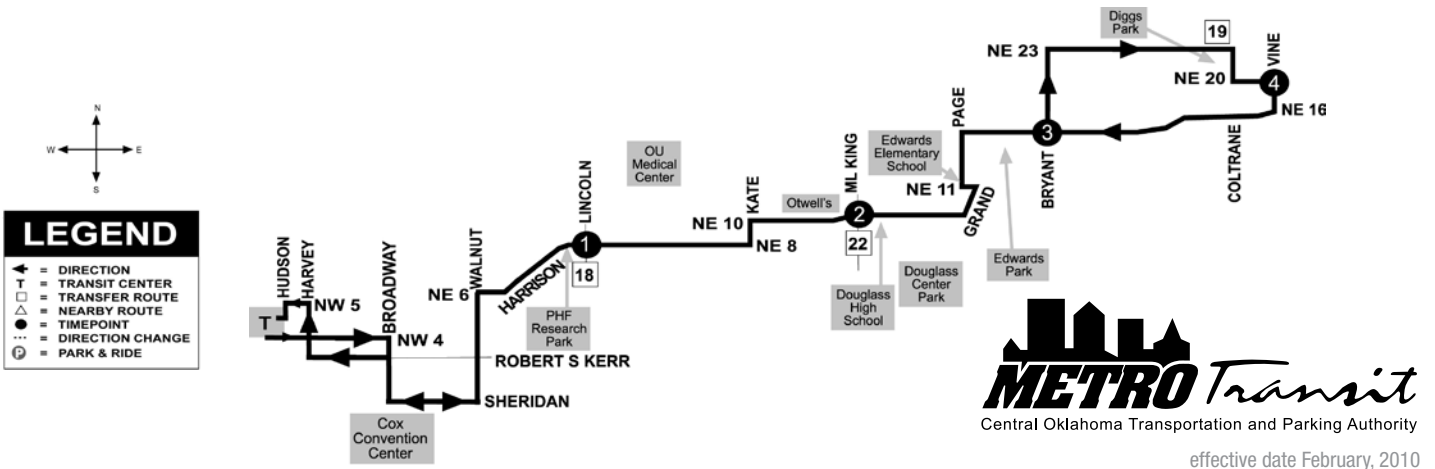 N
W
E
S
LEGEND
= DIRECTION
T = TRANSIT CENTER
= TRANSFER ROUTE
= NEARBY ROUTE
= TIMEPOINT
= DIRECTION CHANGE
P = PARK & RIDE
T
HUDSON
HARVEY
NW 5
BROADWAY
NW 4
ROBERT S KERR
SHERIDAN
Cox
Convention
Center
WALNUT
NE 6
HARRISON
PHF
Research
Park
LINCOLN
1
18
OU
Medical
Center
NE 10
KATE
NE 8
Otwell's
ML KING
2
22
Douglass
High
School
Douglass
Center
Park
Edwards
Elementary
School
PAGE
NE 11
GRAND
Edwards
Park
3
BRYANT
NE 23
Diggs
Park
19
NE 20
VINE
4
NE 16
COLTRANE
METRO Transit
Central Oklahoma Transportation and Parking Authority
effective date February, 2010